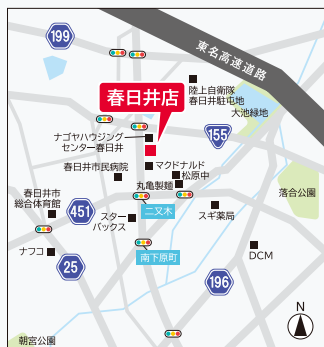 199
東名高速道路
陸上自衛隊
春日井駐屯地
大池緑地
春日井店
ナゴヤハウジング
センター春日井
155
マクドナルド
春日井市民病院
松原中
丸亀製麺
落合公園
春日井市
総合体育館
451
二又木
スター
バックス
スギ薬局
ナフコ
南下原町
DCM
25
196
N
朝宮公園